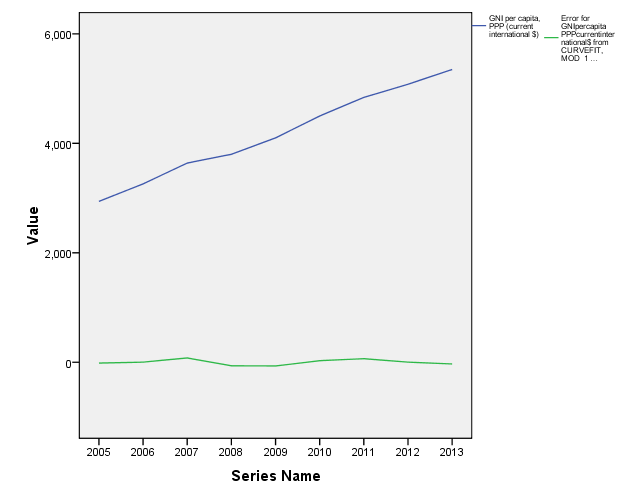 GNI per capita,
PPP (current
international $)
Error for
GNIpercapita
PPPcurrentinter
national$ from
CURVEFIT,
MOD_1 ...
6,000
4,000
2,000
0
Value
2005 2006 2007 2008 2009 2010 2011 2012 2013
Series Name